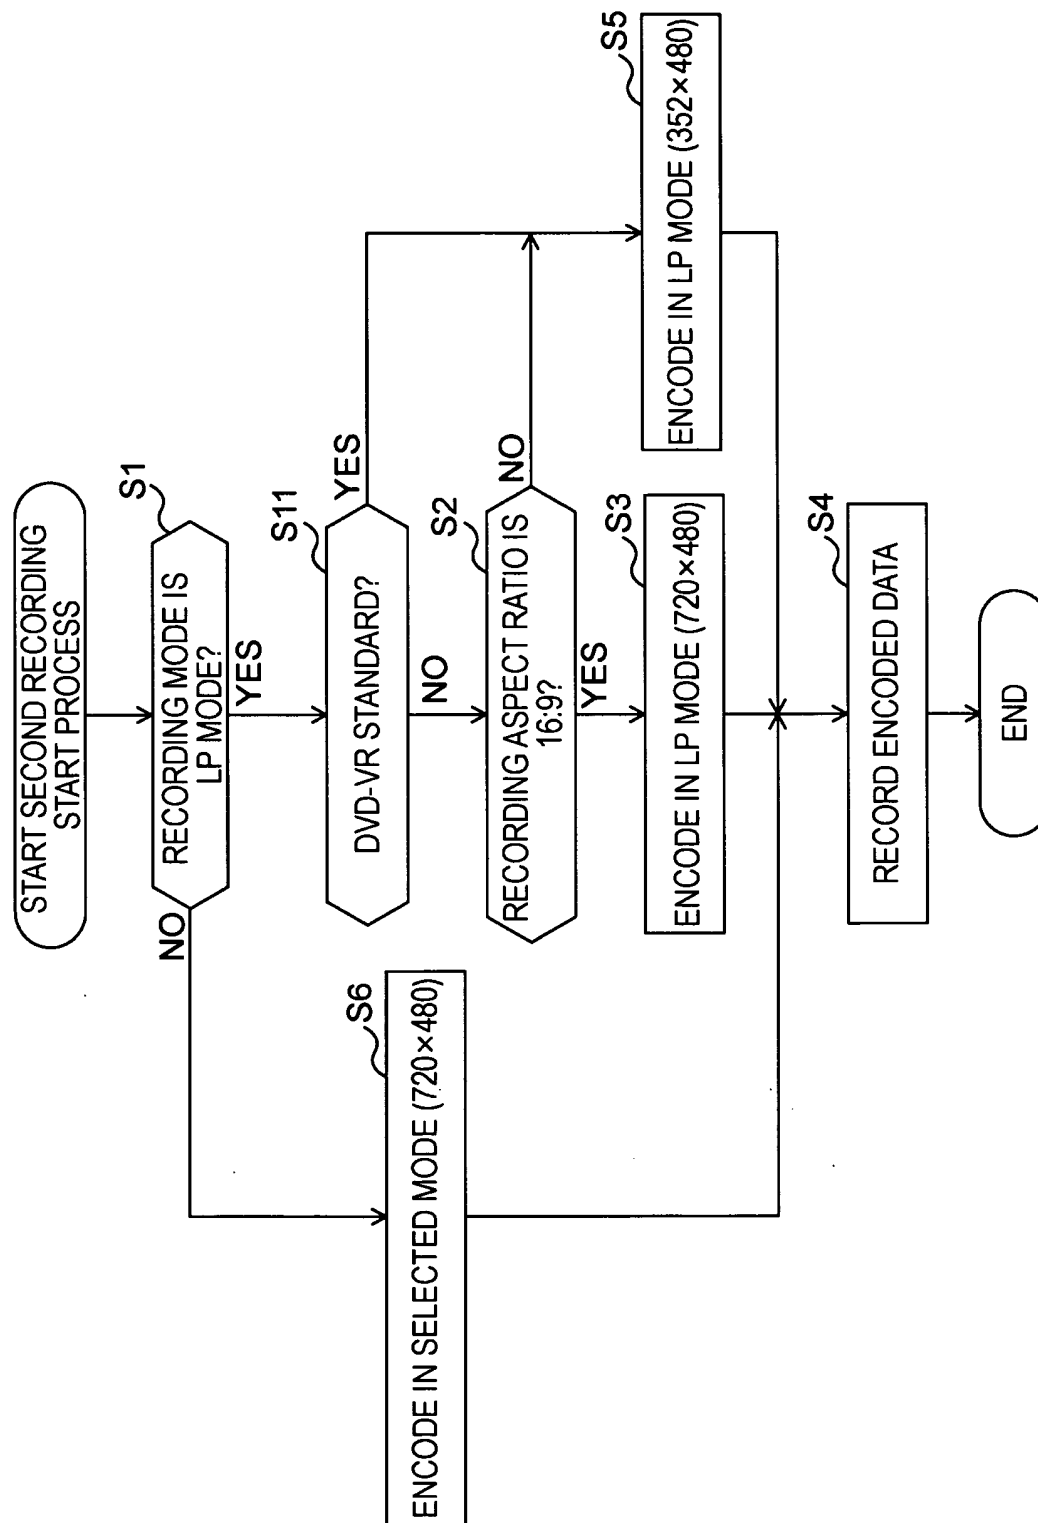 START SECOND RECORDING
START PROCESS
S1
RECORDING MODE IS
LP MODE?
NO
YES
S11
DVD-VR STANDARD?
YES
NO
S6
ENCODE IN SELECTED MODE (720×480)
S2
RECORDING ASPECT RATIO IS
16:9?
NO
YES
S3
ENCODE IN LP MODE (720×480)
S5
ENCODE IN LP MODE (352×480)
S4
RECORD ENCODED DATA
END